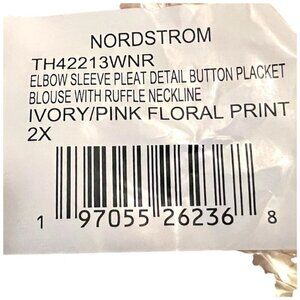 NORDSTROM
TH42213WNR
ELBOW SLEEVE PLEAT DETAIL BUTTON PLACKET
BLOUSE WITH RUFFLE NECKLINE
IVORY/PINK FLORAL PRINT
2X
1 97055 26236 8